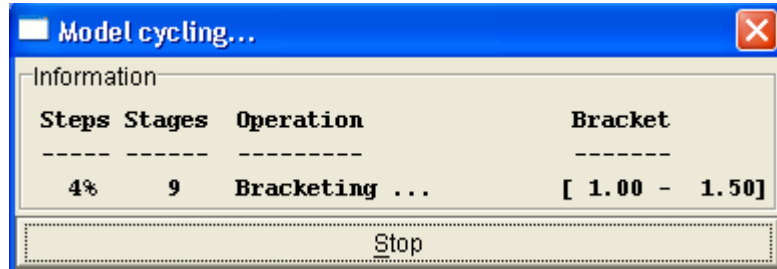 Model cycling...
Information
Steps Stages Operation Bracket
----- ------ --------- -------
4% 9 Bracketing ... [ 1.00 - 1.50]
Stop